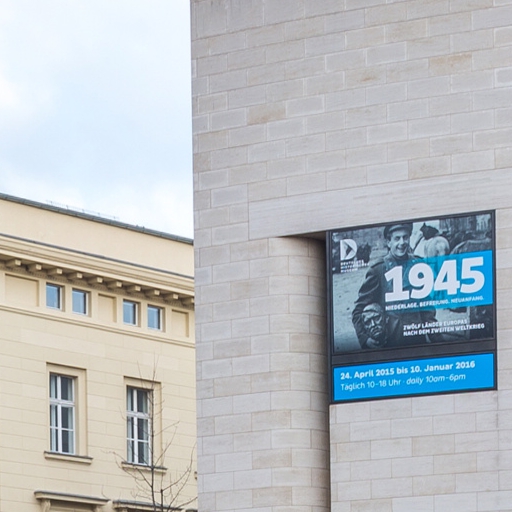 DEUTSCHES
HISTORISCHES
MUSEUM
1945
NIEDERLAGE. BEFREIUNG. NEUANFANG.
ZWÖLF LÄNDER EUROPAS
NACH DEM ZWEITEN WELTKRIEG
24. April 2015 bis 10. Januar 2016
Täglich 10-18 Uhr · daily 10am-6pm